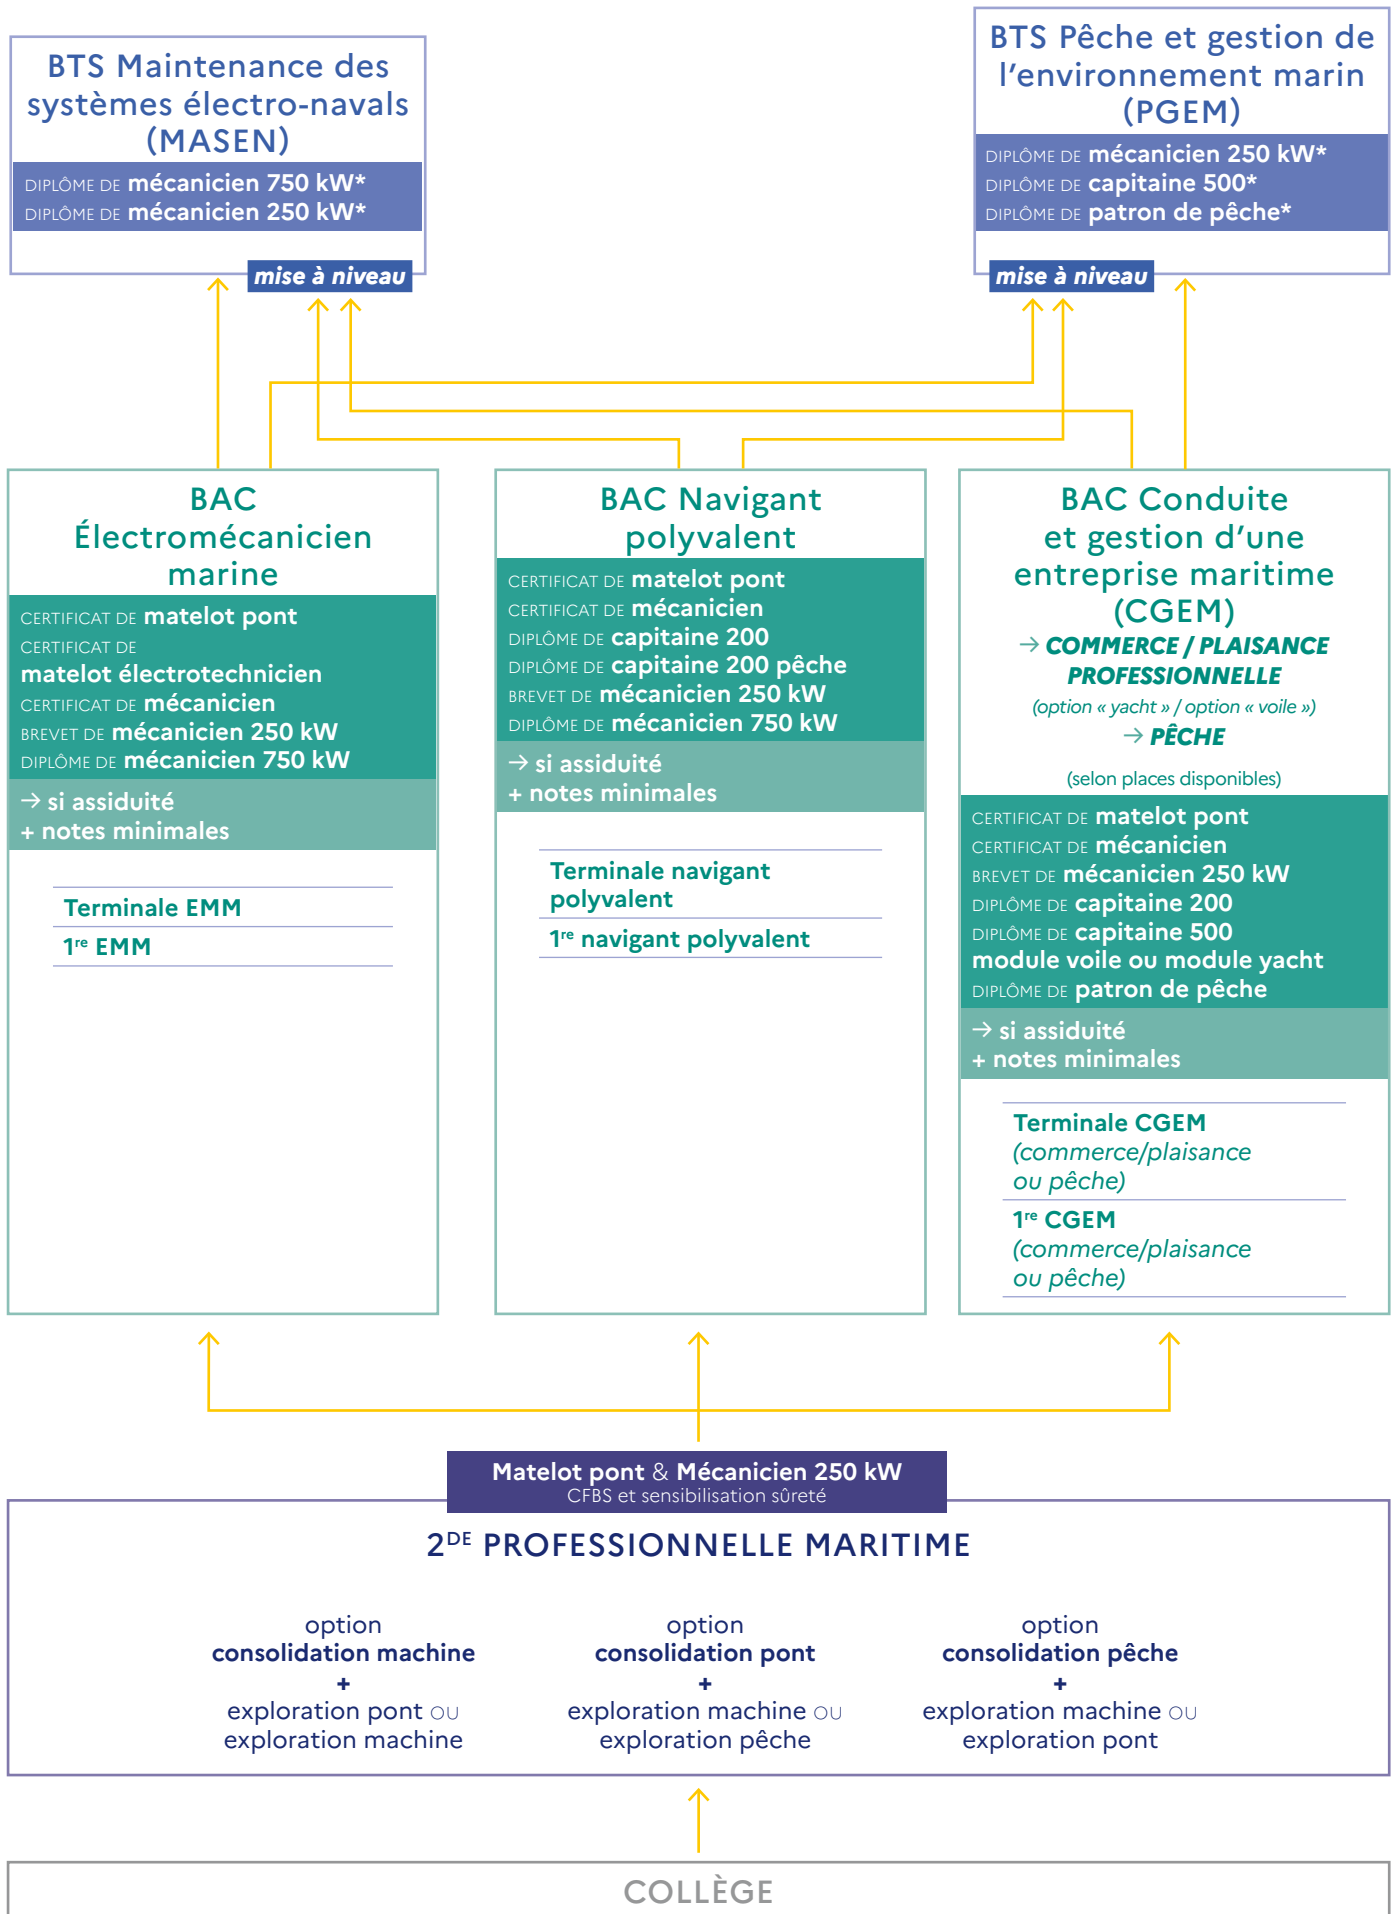 BTS Maintenance des
systèmes électro-navals
(MASEN)
DIPLÔME DE mécanicien 750 kW*
DIPLÔME DE mécanicien 250 kW*
mise à niveau
BTS Pêche et gestion de
l’environnement marin
(PGEM)
DIPLÔME DE mécanicien 250 kW*
DIPLÔME DE capitaine 500*
DIPLÔME DE patron de pêche*
mise à niveau
BAC
Électromécanicien
marine
CERTIFICAT DE matelot pont
CERTIFICAT DE
matelot électrotechnicien
CERTIFICAT DE mécanicien
BREVET DE mécanicien 250 kW
DIPLÔME DE mécanicien 750 kW
→ si assiduité
+ notes minimales
Terminale EMM
1re EMM
BAC Navigant
polyvalent
CERTIFICAT DE matelot pont
CERTIFICAT DE mécanicien
DIPLÔME DE capitaine 200
DIPLÔME DE capitaine 200 pêche
BREVET DE mécanicien 250 kW
DIPLÔME DE mécanicien 750 kW
→ si assiduité
+ notes minimales
Terminale navigant
polyvalent
1re navigant polyvalent
BAC Conduite
et gestion d’une
entreprise maritime
(CGEM)
→ COMMERCE / PLAISANCE
PROFESSIONNELLE
(option « yacht » / option « voile »)
→ PÊCHE
(selon places disponibles)
CERTIFICAT DE matelot pont
CERTIFICAT DE mécanicien
BREVET DE mécanicien 250 kW
DIPLÔME DE capitaine 200
DIPLÔME DE capitaine 500
module voile ou module yacht
DIPLÔME DE patron de pêche
→ si assiduité
+ notes minimales
Terminale CGEM
(commerce/plaisance
ou pêche)
1re CGEM
(commerce/plaisance
ou pêche)
Matelot pont & Mécanicien 250 kW
CFBS et sensibilisation sûreté
2DE PROFESSIONNELLE MARITIME
option
consolidation machine
+
exploration pont OU
exploration machine
option
consolidation pont
+
exploration machine OU
exploration pêche
option
consolidation pêche
+
exploration machine OU
exploration pont
COLLÈGE